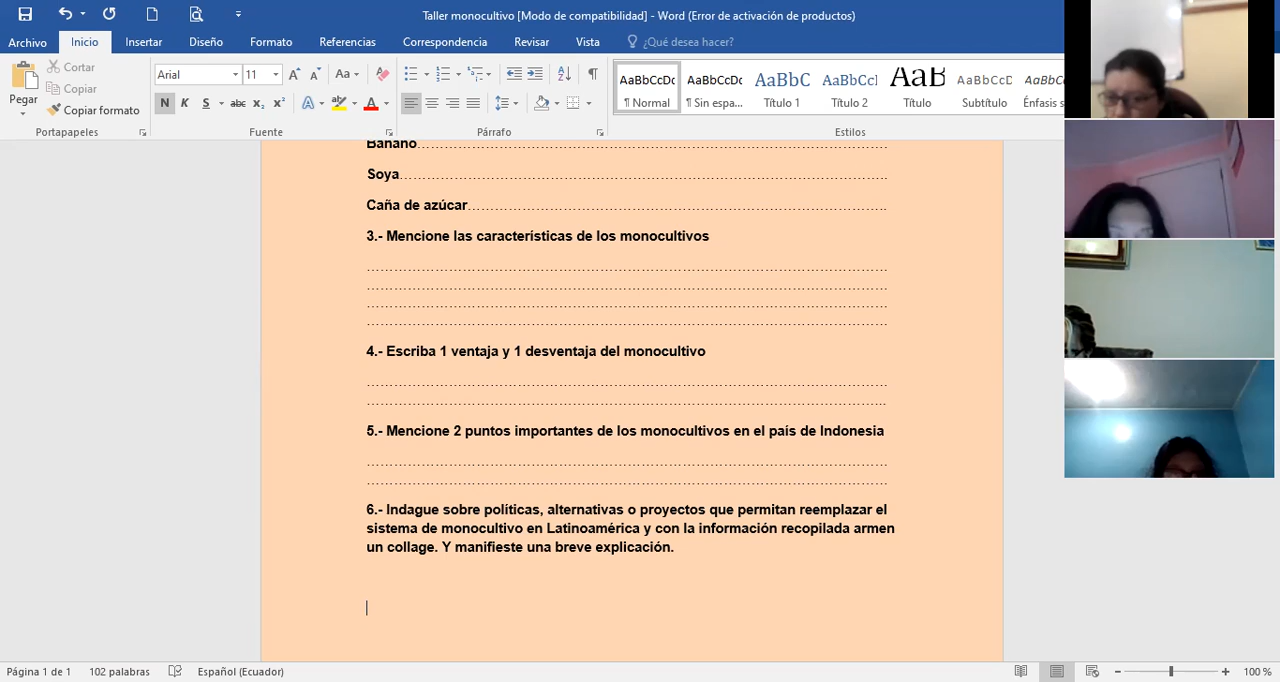 Taller monocultivo [Modo de compatibilidad] - Word (Error de activación de productos)
Archivo Inicio Insertar Diseño Formato Referencias Correspondencia Revisar Vista ¿Qué desea hacer?
Pegar
Cortar
Copiar
Copiar formato
Portapapeles
Arial 11
N K S abc x₂ x²
Fuente
Párrafo
AaBbCcDc AaBbCcDc AaBbC AaBbCcI AaB AaBbCcD AaBbCc
¶ Normal ¶ Sin espa... Título 1 Título 2 Título Subtítulo Énfasis s
Estilos
Banano
Soya
Caña de azúcar
3.- Mencione las características de los monocultivos
4.- Escriba 1 ventaja y 1 desventaja del monocultivo
5.- Mencione 2 puntos importantes de los monocultivos en el país de Indonesia
6.- Indague sobre políticas, alternativas o proyectos que permitan reemplazar el
sistema de monocultivo en Latinoamérica y con la información recopilada armen
un collage. Y manifieste una breve explicación.
Página 1 de 1 102 palabras Español (Ecuador) 100 %